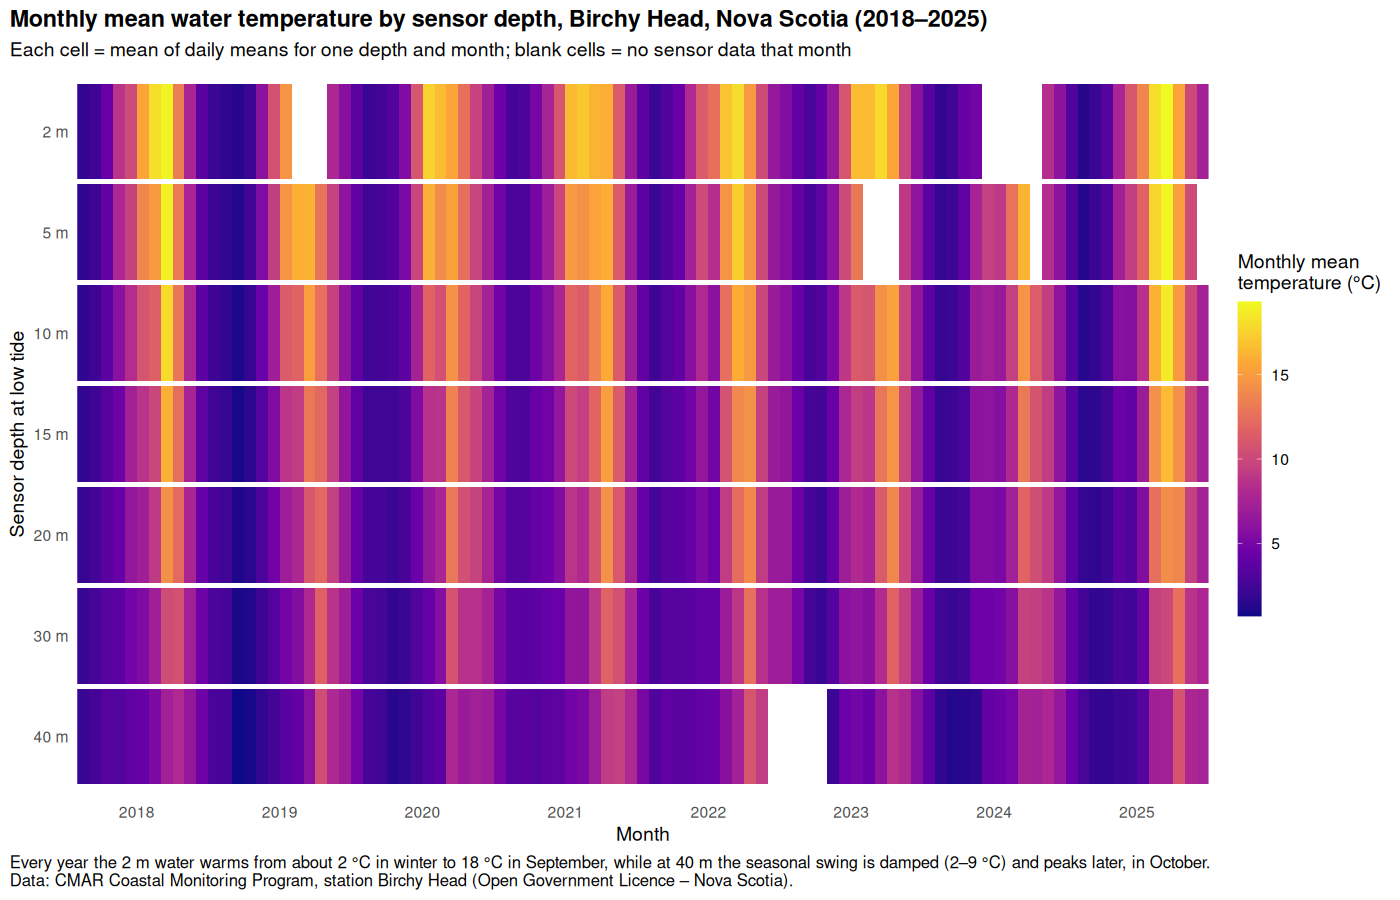 Monthly mean water temperature by sensor depth, Birchy Head, Nova Scotia (2018–2025)
Each cell = mean of daily means for one depth and month; blank cells = no sensor data that month
Sensor depth at low tide
2 m
5 m
10 m
15 m
20 m
30 m
40 m
2018 2019 2020 2021 2022 2023 2024 2025
Month
Monthly mean
temperature (°C)
15
10
5
Every year the 2 m water warms from about 2 °C in winter to 18 °C in September, while at 40 m the seasonal swing is damped (2–9 °C) and peaks later, in October.
Data: CMAR Coastal Monitoring Program, station Birchy Head (Open Government Licence – Nova Scotia).